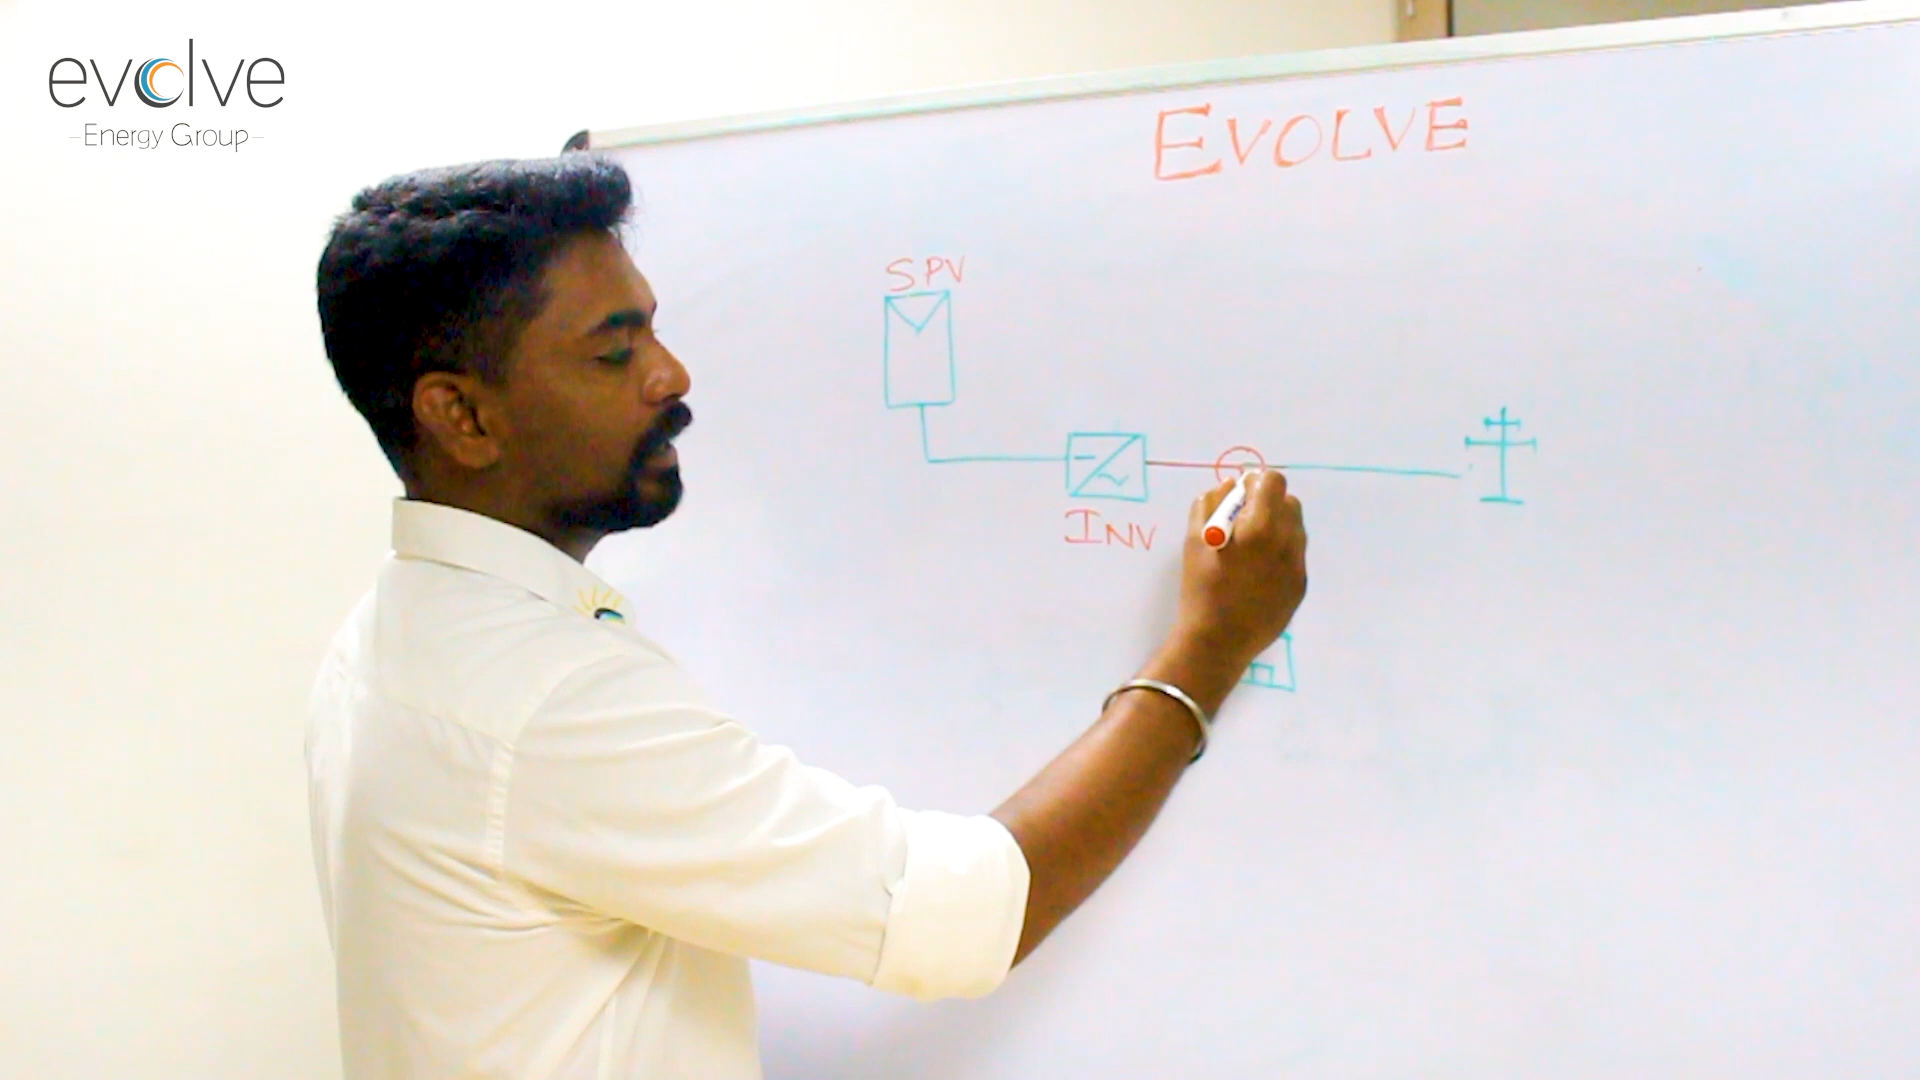 evolve
Energy Group
EVOLVE
SPV
INV